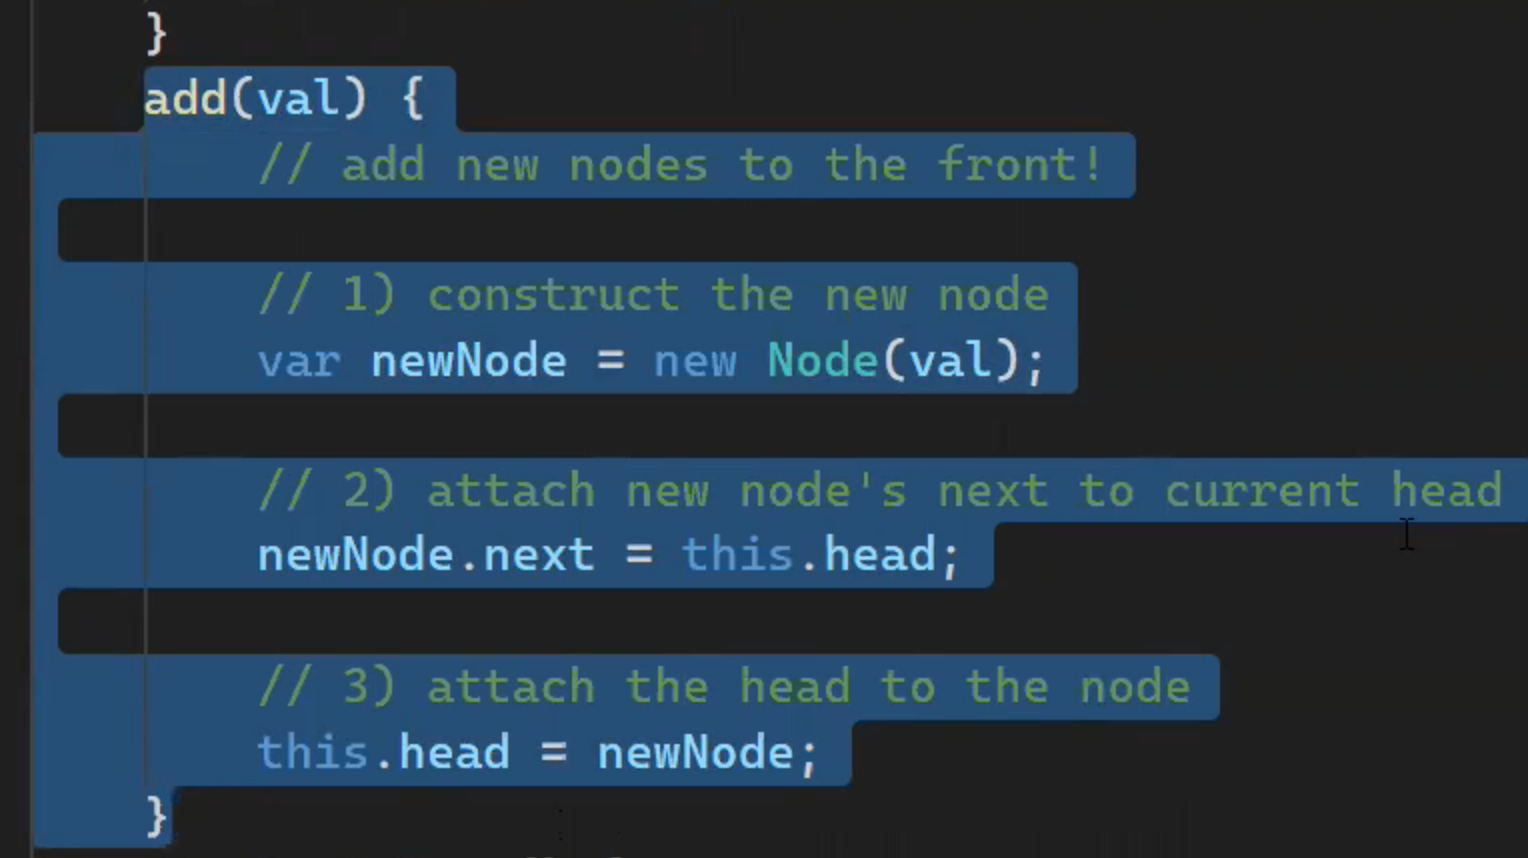 }
add(val) {
// add new nodes to the front!
// 1) construct the new node
var newNode = new Node(val);
// 2) attach new node's next to current head
newNode.next = this.head;
// 3) attach the head to the node
this.head = newNode;
}